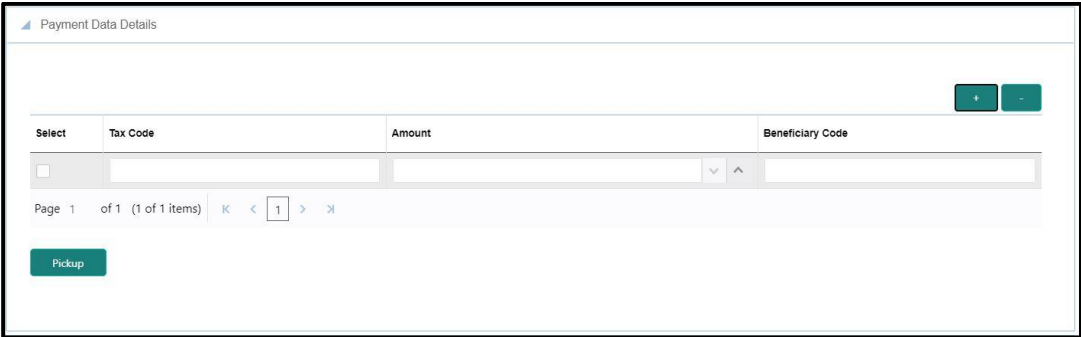 Payment Data Details
+ -
Select Tax Code Amount Beneficiary Code
Page 1 of 1 (1 of 1 items) K < 1 > >|
Pickup